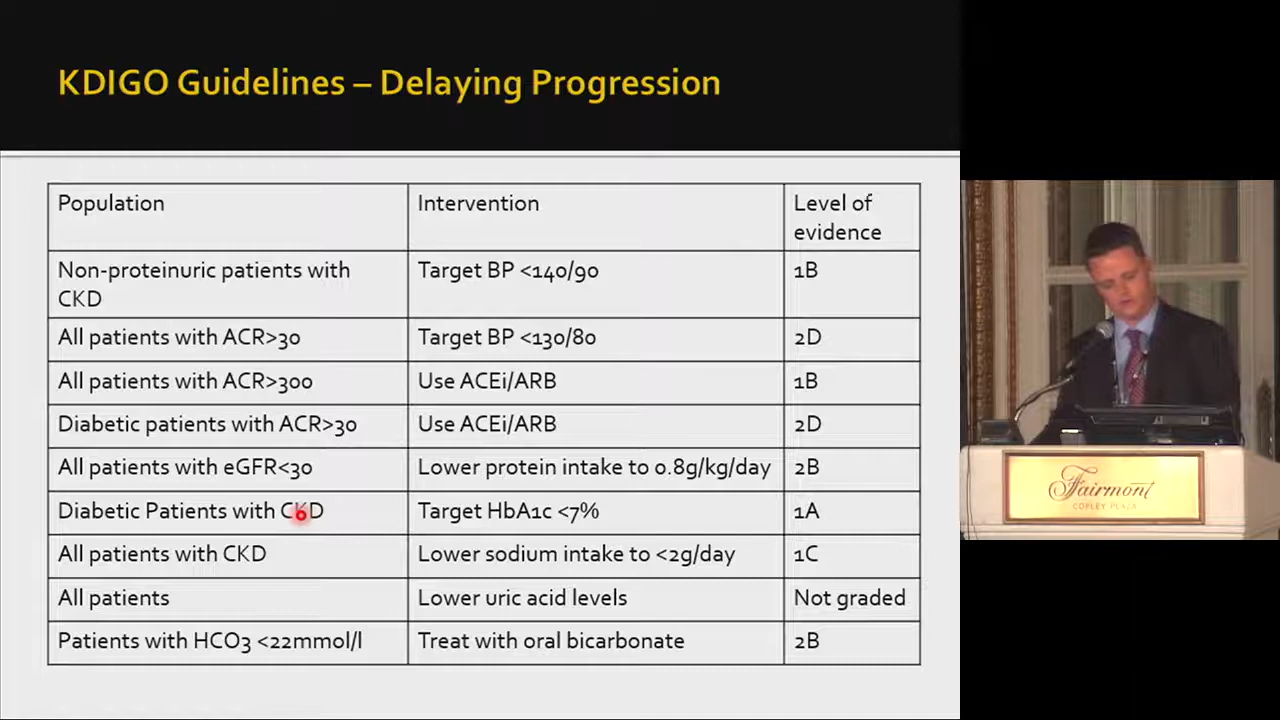 KDIGO Guidelines – Delaying Progression
Population Intervention Level of
evidence
Non-proteinuric patients with Target BP <140/90 1B
CKD
All patients with ACR>30 Target BP <130/80 2D
All patients with ACR>300 Use ACEi/ARB 1B
Diabetic patients with ACR>30 Use ACEi/ARB 2D
All patients with eGFR<30 Lower protein intake to 0.8g/kg/day 2B
Diabetic Patients with CKD Target HbA1c <7% 1A
All patients with CKD Lower sodium intake to <2g/day 1C
All patients Lower uric acid levels Not graded
Patients with HCO3 <22mmol/l Treat with oral bicarbonate 2B
Fairmont
COPLEY PLAZA